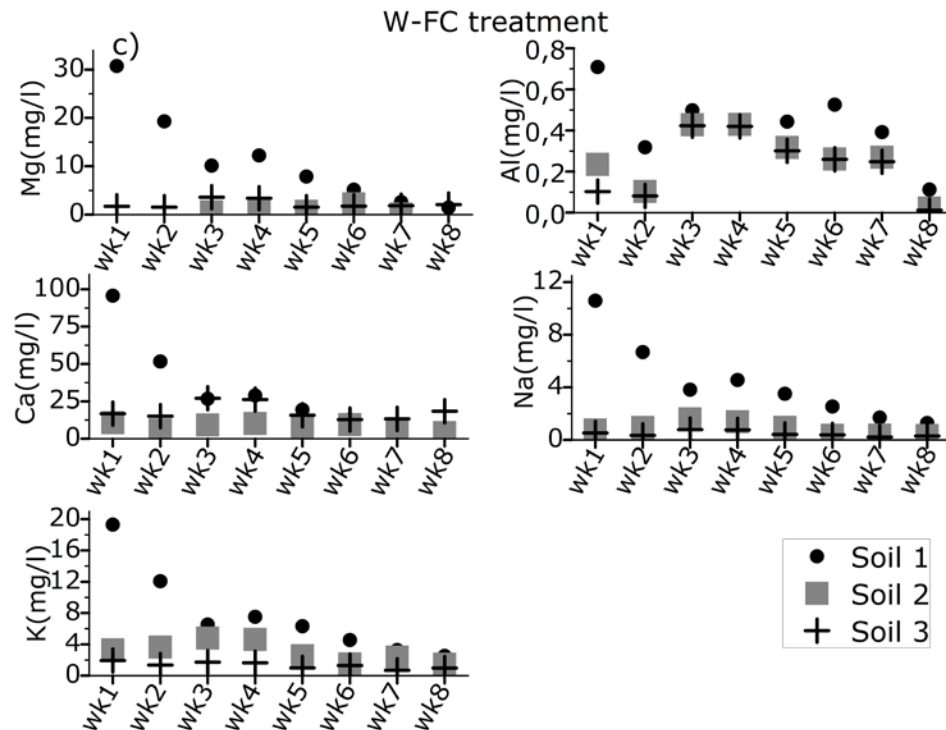 W-FC treatment
c)
Mg(mg/l)
30
20
10
0
wk1 wk2 wk3 wk4 wk5 wk6 wk7 wk8
Al(mg/l)
0,8
0,6
0,4
0,2
0,0
wk1 wk2 wk3 wk4 wk5 wk6 wk7 wk8
Ca(mg/l)
100
75
50
25
0
wk1 wk2 wk3 wk4 wk5 wk6 wk7 wk8
Na(mg/l)
12
8
4
0
wk1 wk2 wk3 wk4 wk5 wk6 wk7 wk8
K(mg/l)
20
16
12
8
4
0
wk1 wk2 wk3 wk4 wk5 wk6 wk7 wk8
Soil 1
Soil 2
Soil 3